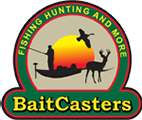 FISHING HUNTING AND MORE
BaitCasters